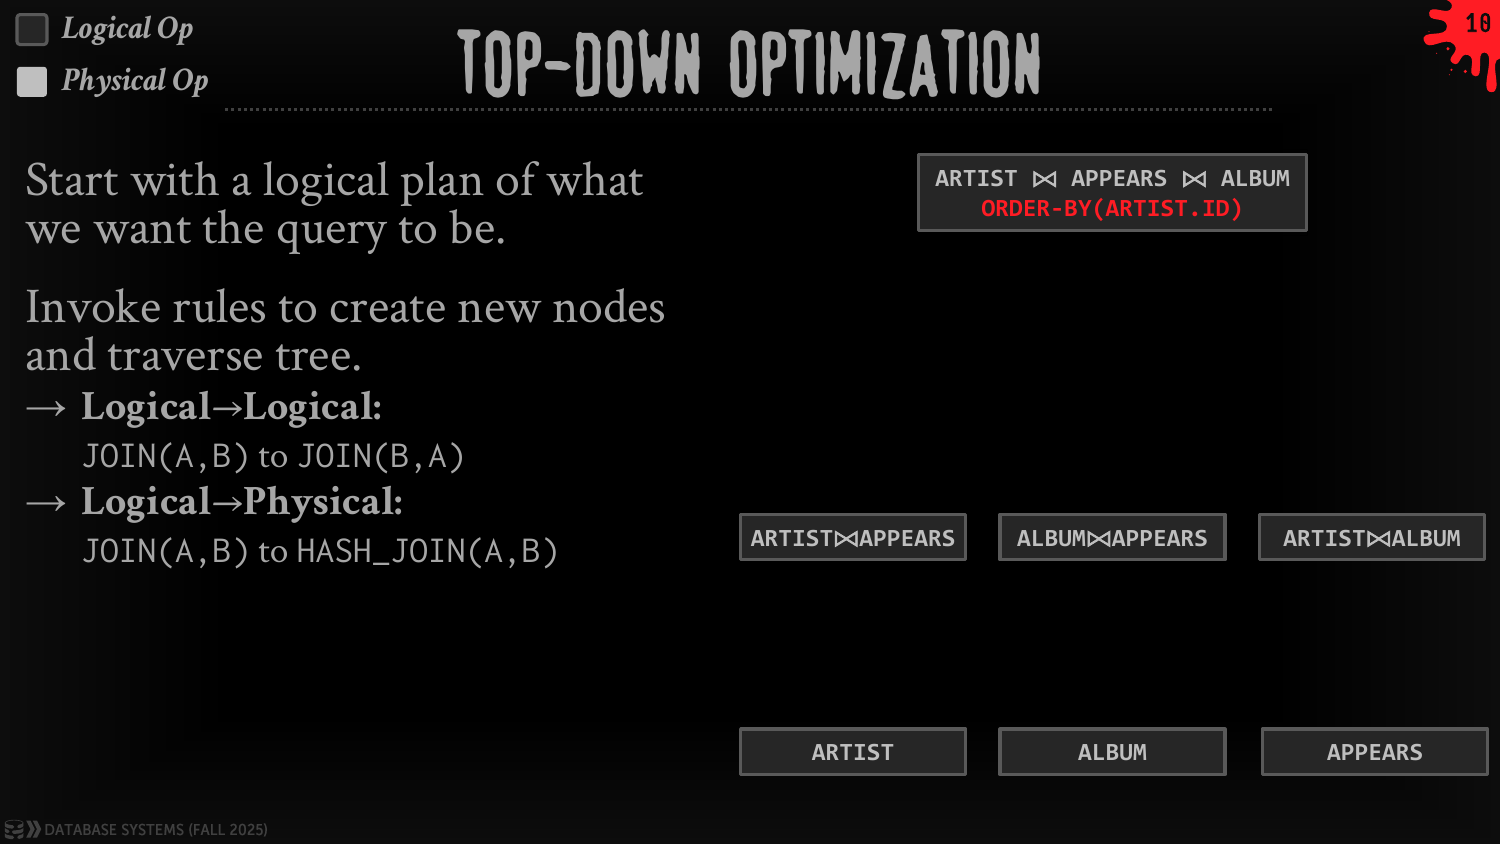 Logical Op
Physical Op
TOP-DOWN OPTIMIZATION
10
Start with a logical plan of what
we want the query to be.
Invoke rules to create new nodes
and traverse tree.
→ Logical→Logical:
JOIN(A,B) to JOIN(B,A)
→ Logical→Physical:
JOIN(A,B) to HASH_JOIN(A,B)
ARTIST ⋈ APPEARS ⋈ ALBUM
ORDER-BY(ARTIST.ID)
ARTIST⋈APPEARS
ALBUM⋈APPEARS
ARTIST⋈ALBUM
ARTIST
ALBUM
APPEARS
DATABASE SYSTEMS (FALL 2025)